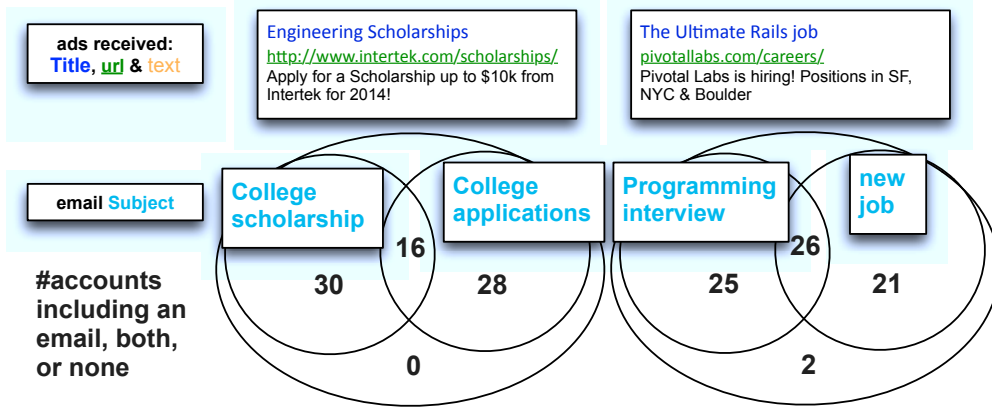 ads received:
Title, url & text
Engineering Scholarships
http://www.intertek.com/scholarships/
Apply for a Scholarship up to $10k from
Intertek for 2014!
The Ultimate Rails job
pivotallabs.com/careers/
Pivotal Labs is hiring! Positions in SF,
NYC & Boulder
email Subject
College
scholarship
College
applications
Programming
interview
new
job
#accounts
including an
email, both,
or none
30
16
28
0
25
26
21
2